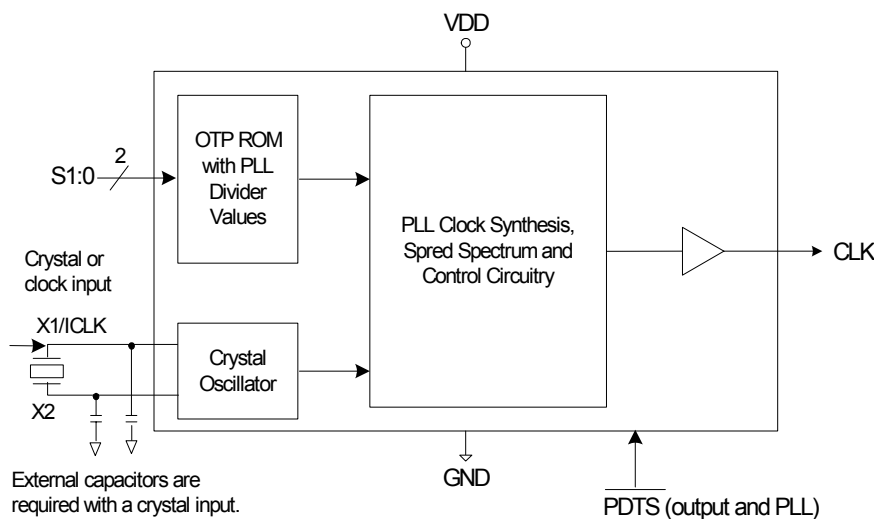 VDD
OTP ROM
with PLL
Divider
Values
2
S1:0
PLL Clock Synthesis,
Spred Spectrum and
Control Circuitry
CLK
Crystal or
clock input
X1/ICLK
Crystal
Oscillator
X2
External capacitors are
required with a crystal input.
GND
PDTS (output and PLL)